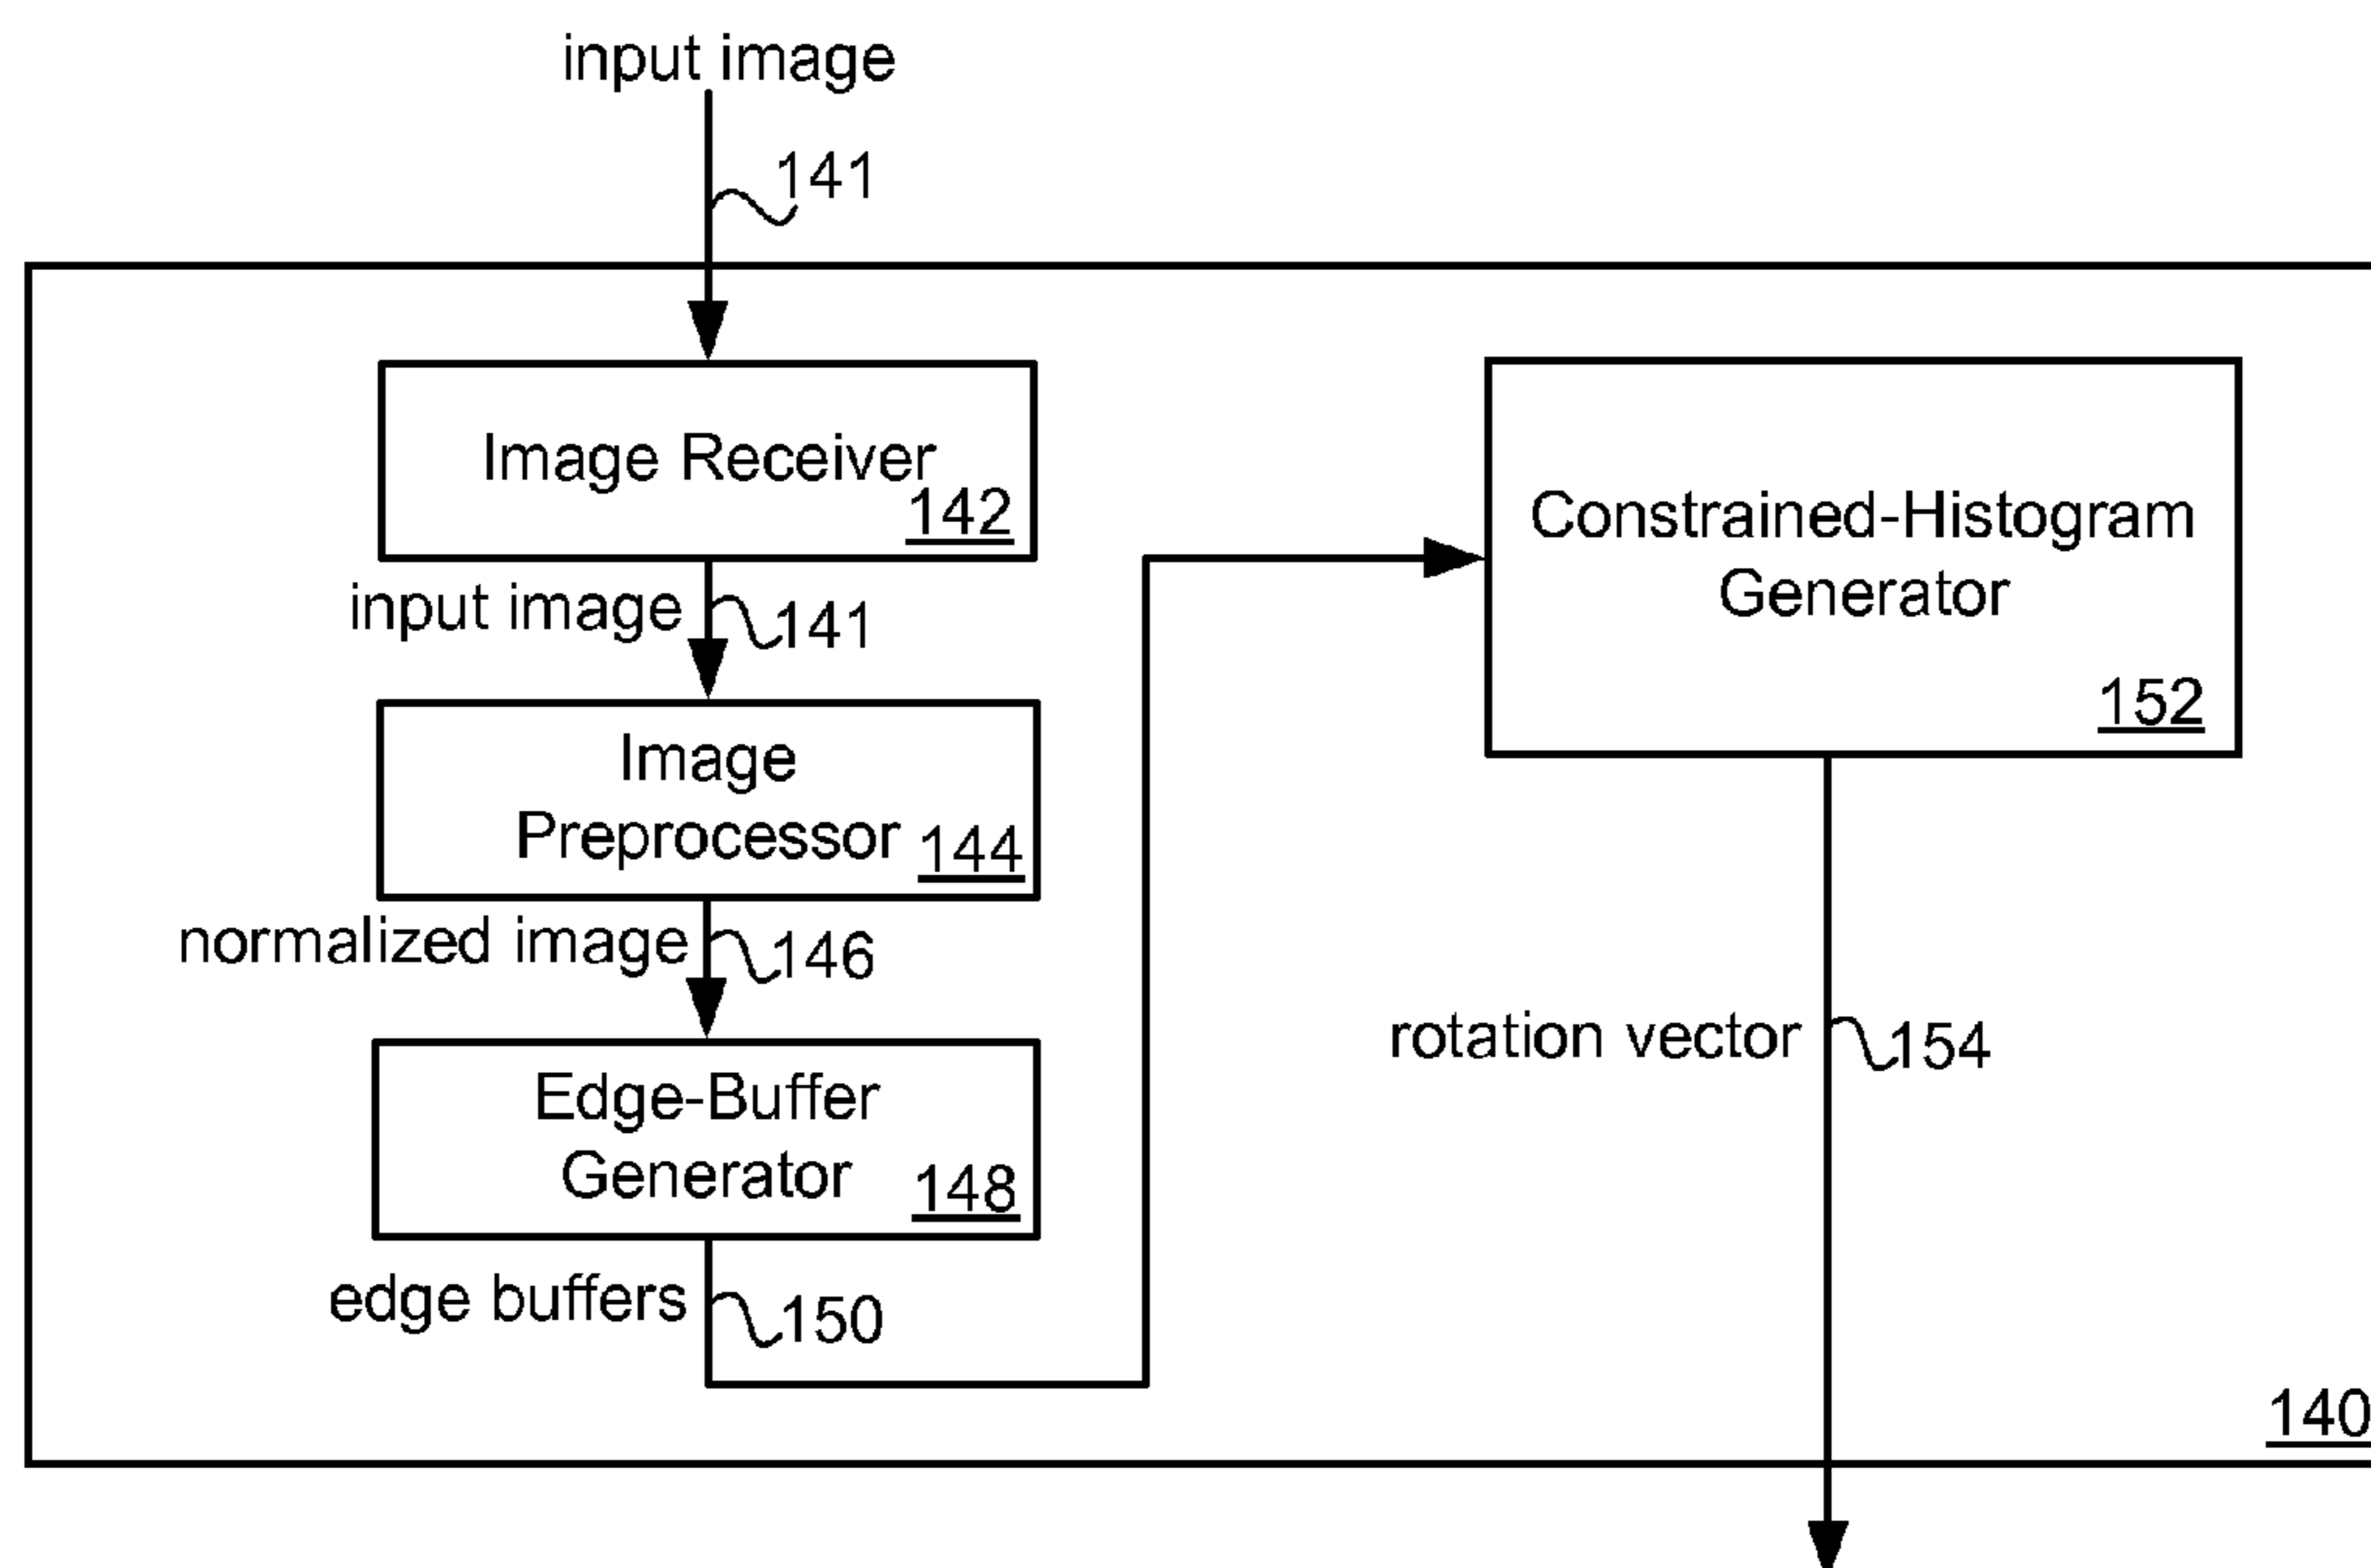 input image
141
Image Receiver
142
input image
141
Image
Preprocessor
144
normalized image
146
Edge-Buffer
Generator
148
edge buffers
150
Constrained-Histogram
Generator
152
rotation vector
154
140